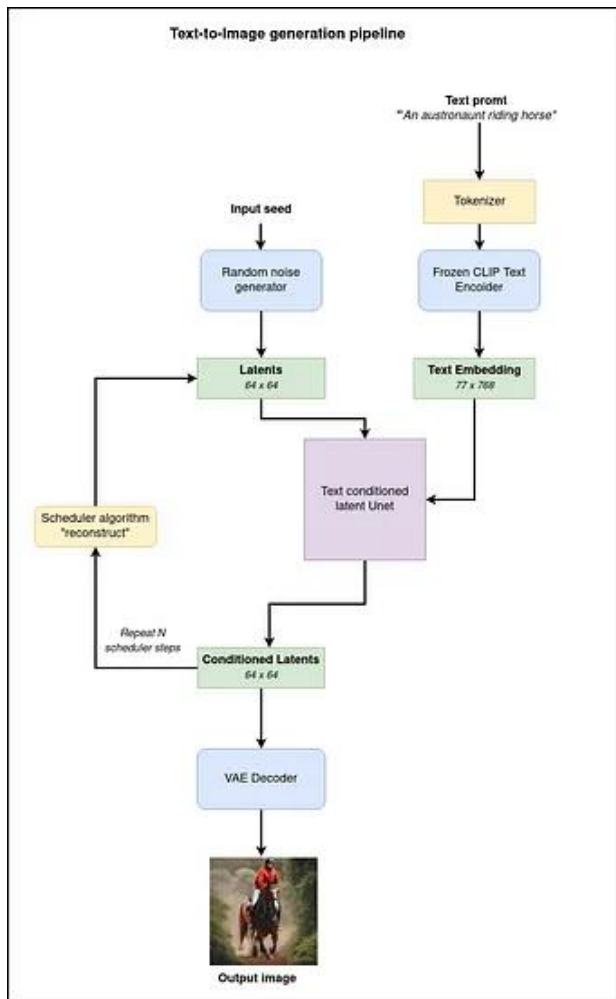 Text-to-Image generation pipeline
Text promt
"An austronaunt riding horse"
Tokenizer
Input seed
Random noise
generator
Frozen CLIP Text
Encoider
Latents
64 x 64
Text Embedding
77 x 768
Text conditioned
latent Unet
Scheduler algorithm
"reconstruct"
Repeat N
scheduler steps
Conditioned Latents
64 x 64
VAE Decoder
Output image